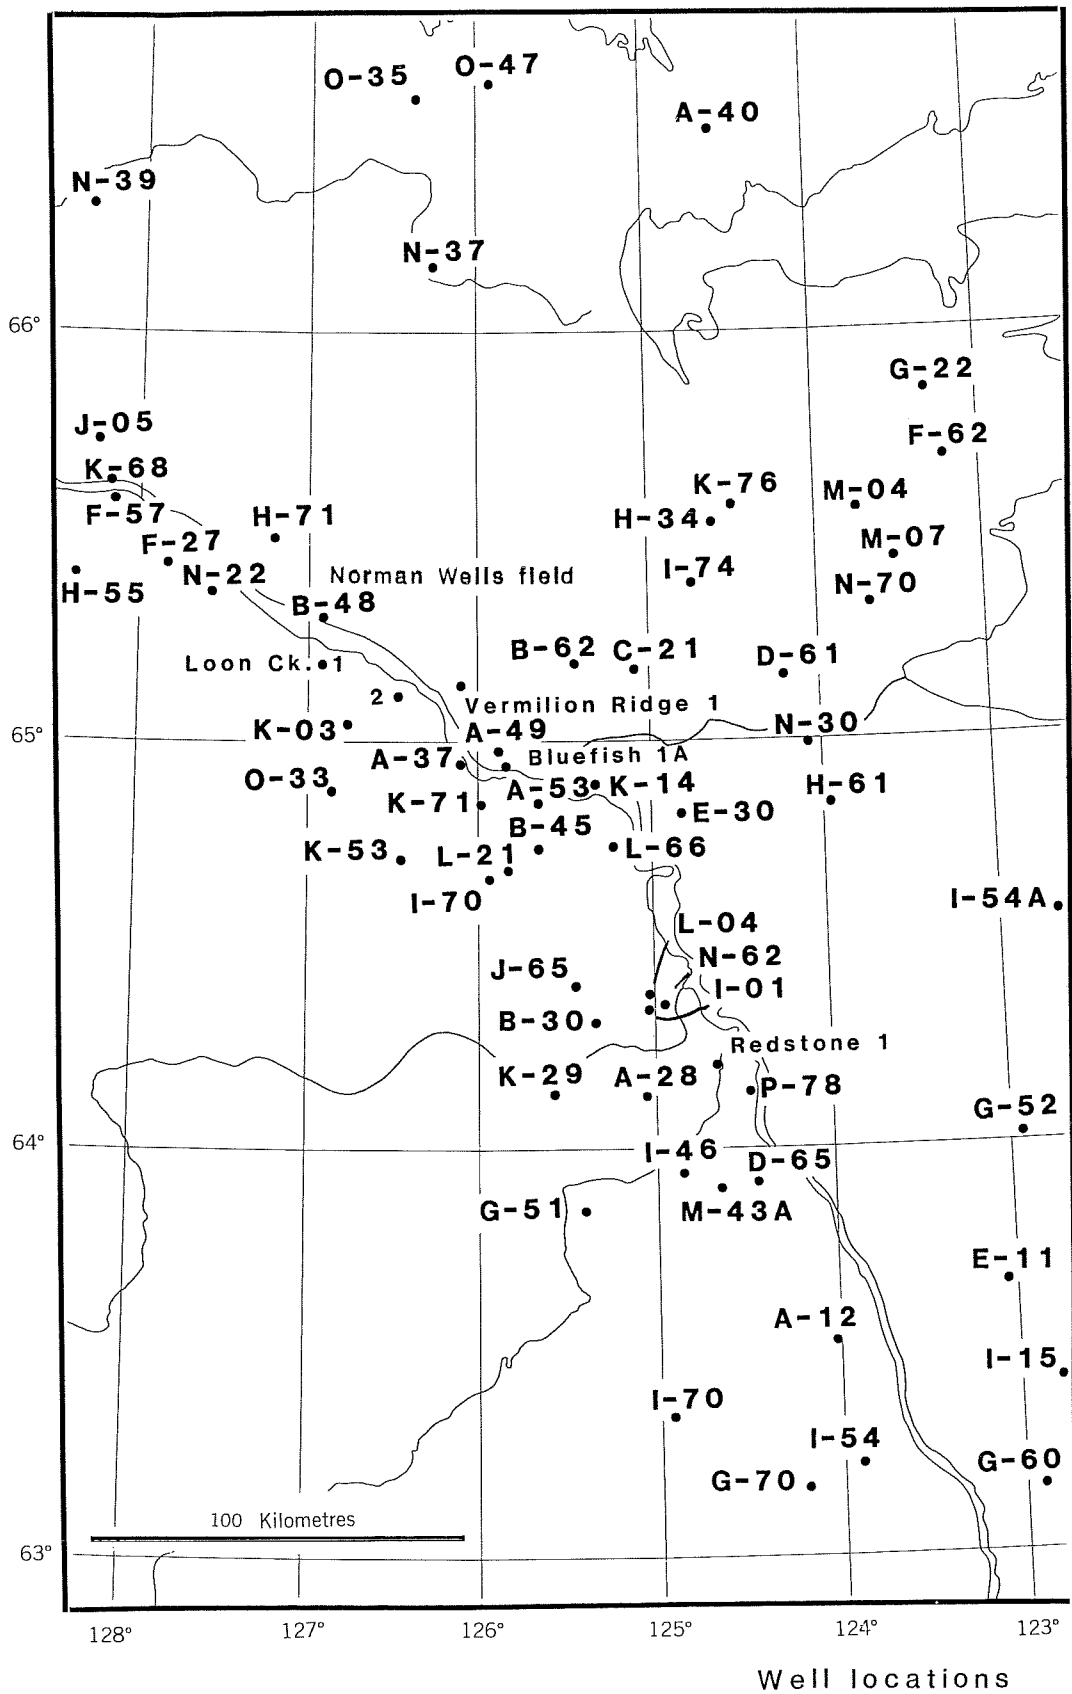 O-35
O-47
A-40
N-39
N-37
66°
G-22
J-05
F-62
K-68
K-76
M-04
F-57
H-71
H-34
F-27
M-07
N-22
I-74
N-70
H-55
Norman Wells field
B-48
B-62
C-21
D-61
Loon Ck. 1
2
Vermilion Ridge 1
K-03
A-49
N-30
65°
A-37
Bluefish 1A
O-33
A-53
K-14
H-61
K-71
E-30
B-45
K-53
L-21
L-66
I-70
I-54A
L-04
N-62
J-65
I-01
B-30
Redstone 1
K-29
A-28
P-78
G-52
64°
I-46
D-65
G-51
M-43A
E-11
A-12
I-15
I-70
I-54
G-70
G-60
100 Kilometres
63°
128°
127°
126°
125°
124°
123°
Well locations